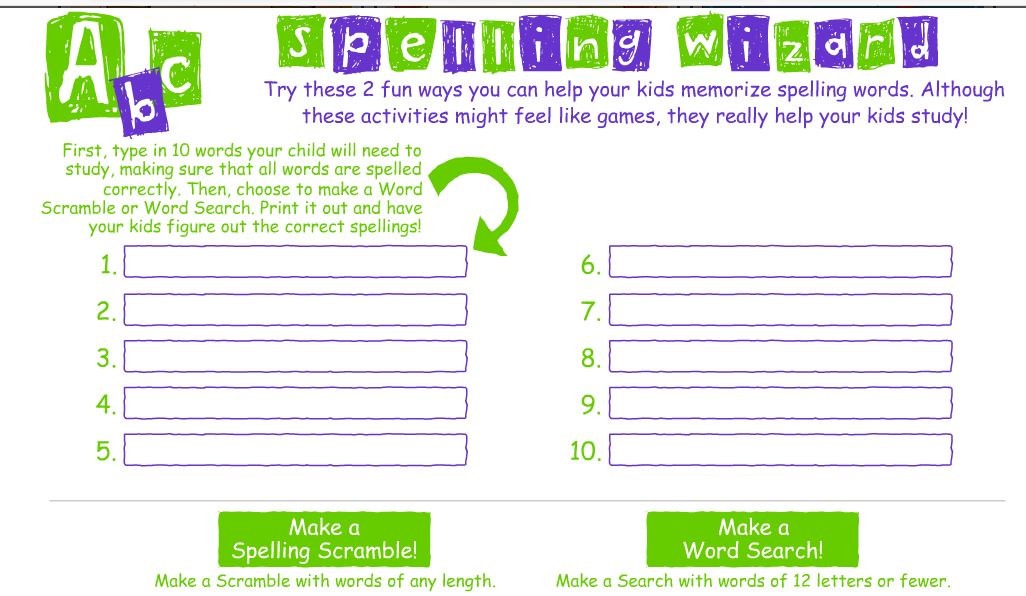 Abc
Spelling Wizard
Try these 2 fun ways you can help your kids memorize spelling words. Although
these activities might feel like games, they really help your kids study!
First, type in 10 words your child will need to
study, making sure that all words are spelled
correctly. Then, choose to make a Word
Scramble or Word Search. Print it out and have
your kids figure out the correct spellings!
1.
2.
3.
4.
5.
6.
7.
8.
9.
10.
Make a
Spelling Scramble!
Make a Scramble with words of any length.
Make a
Word Search!
Make a Search with words of 12 letters or fewer.